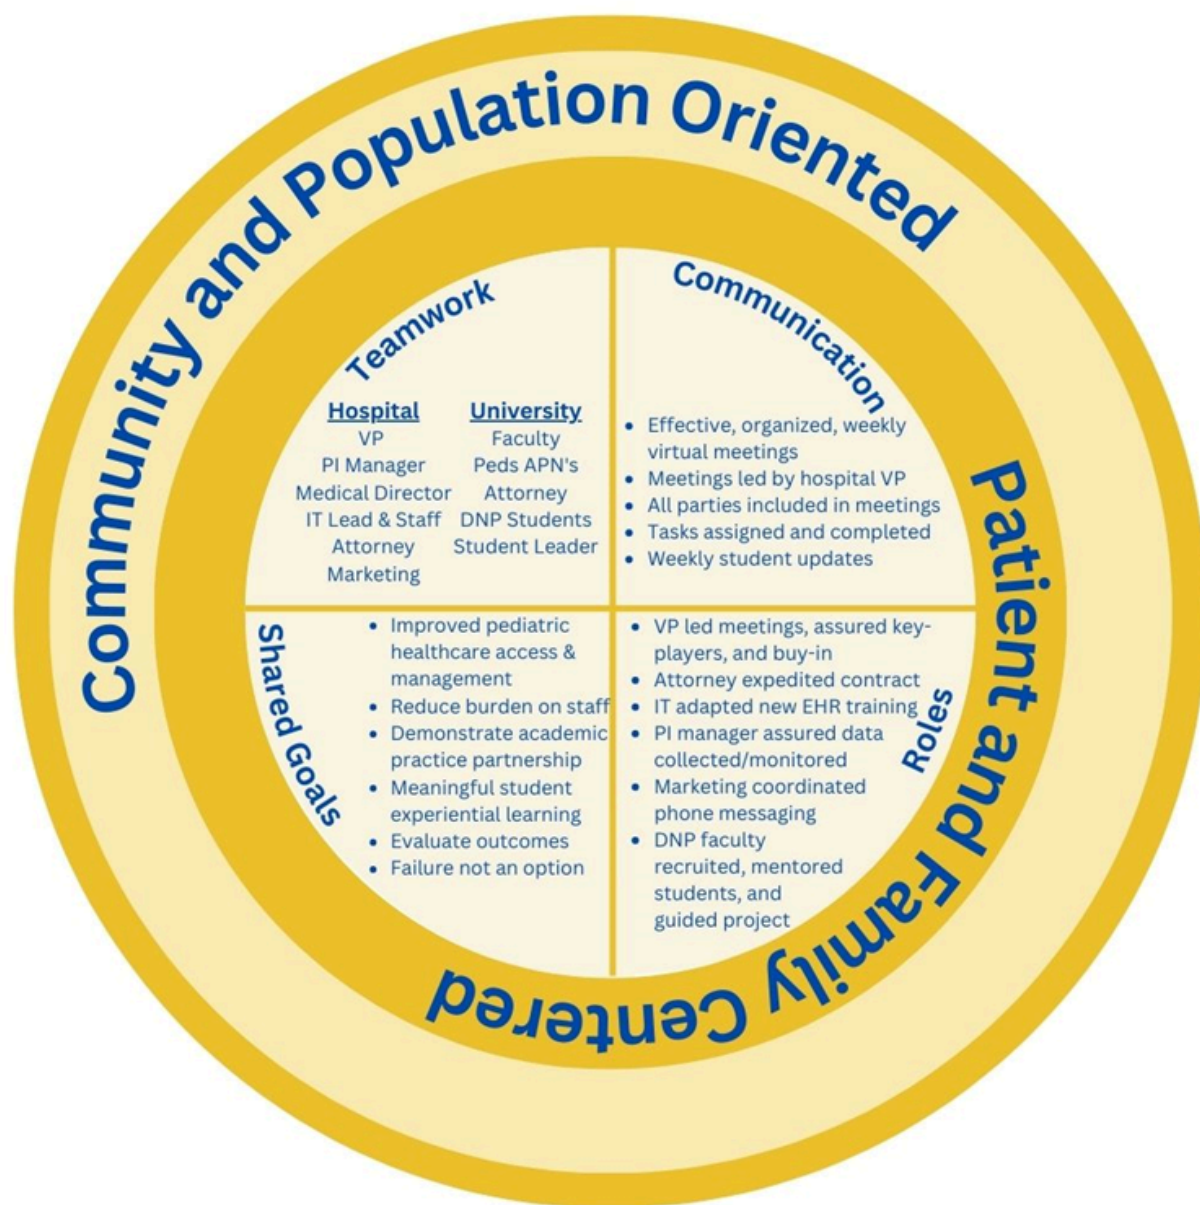 Community and Population Oriented
Patient and Family Centered
Teamwork
Hospital
VP
PI Manager
Medical Director
IT Lead & Staff
Attorney
Marketing
University
Faculty
Peds APN's
Attorney
DNP Students
Student Leader
Communication
• Effective, organized, weekly
virtual meetings
• Meetings led by hospital VP
• All parties included in meetings
• Tasks assigned and completed
• Weekly student updates
Shared Goals
• Improved pediatric
healthcare access &
management
• Reduce burden on staff
• Demonstrate academic
practice partnership
• Meaningful student
experiential learning
• Evaluate outcomes
• Failure not an option
Roles
• VP led meetings, assured key-
players, and buy-in
• Attorney expedited contract
• IT adapted new EHR training
• PI manager assured data
collected/monitored
• Marketing coordinated
phone messaging
• DNP faculty
recruited, mentored
students, and
guided project